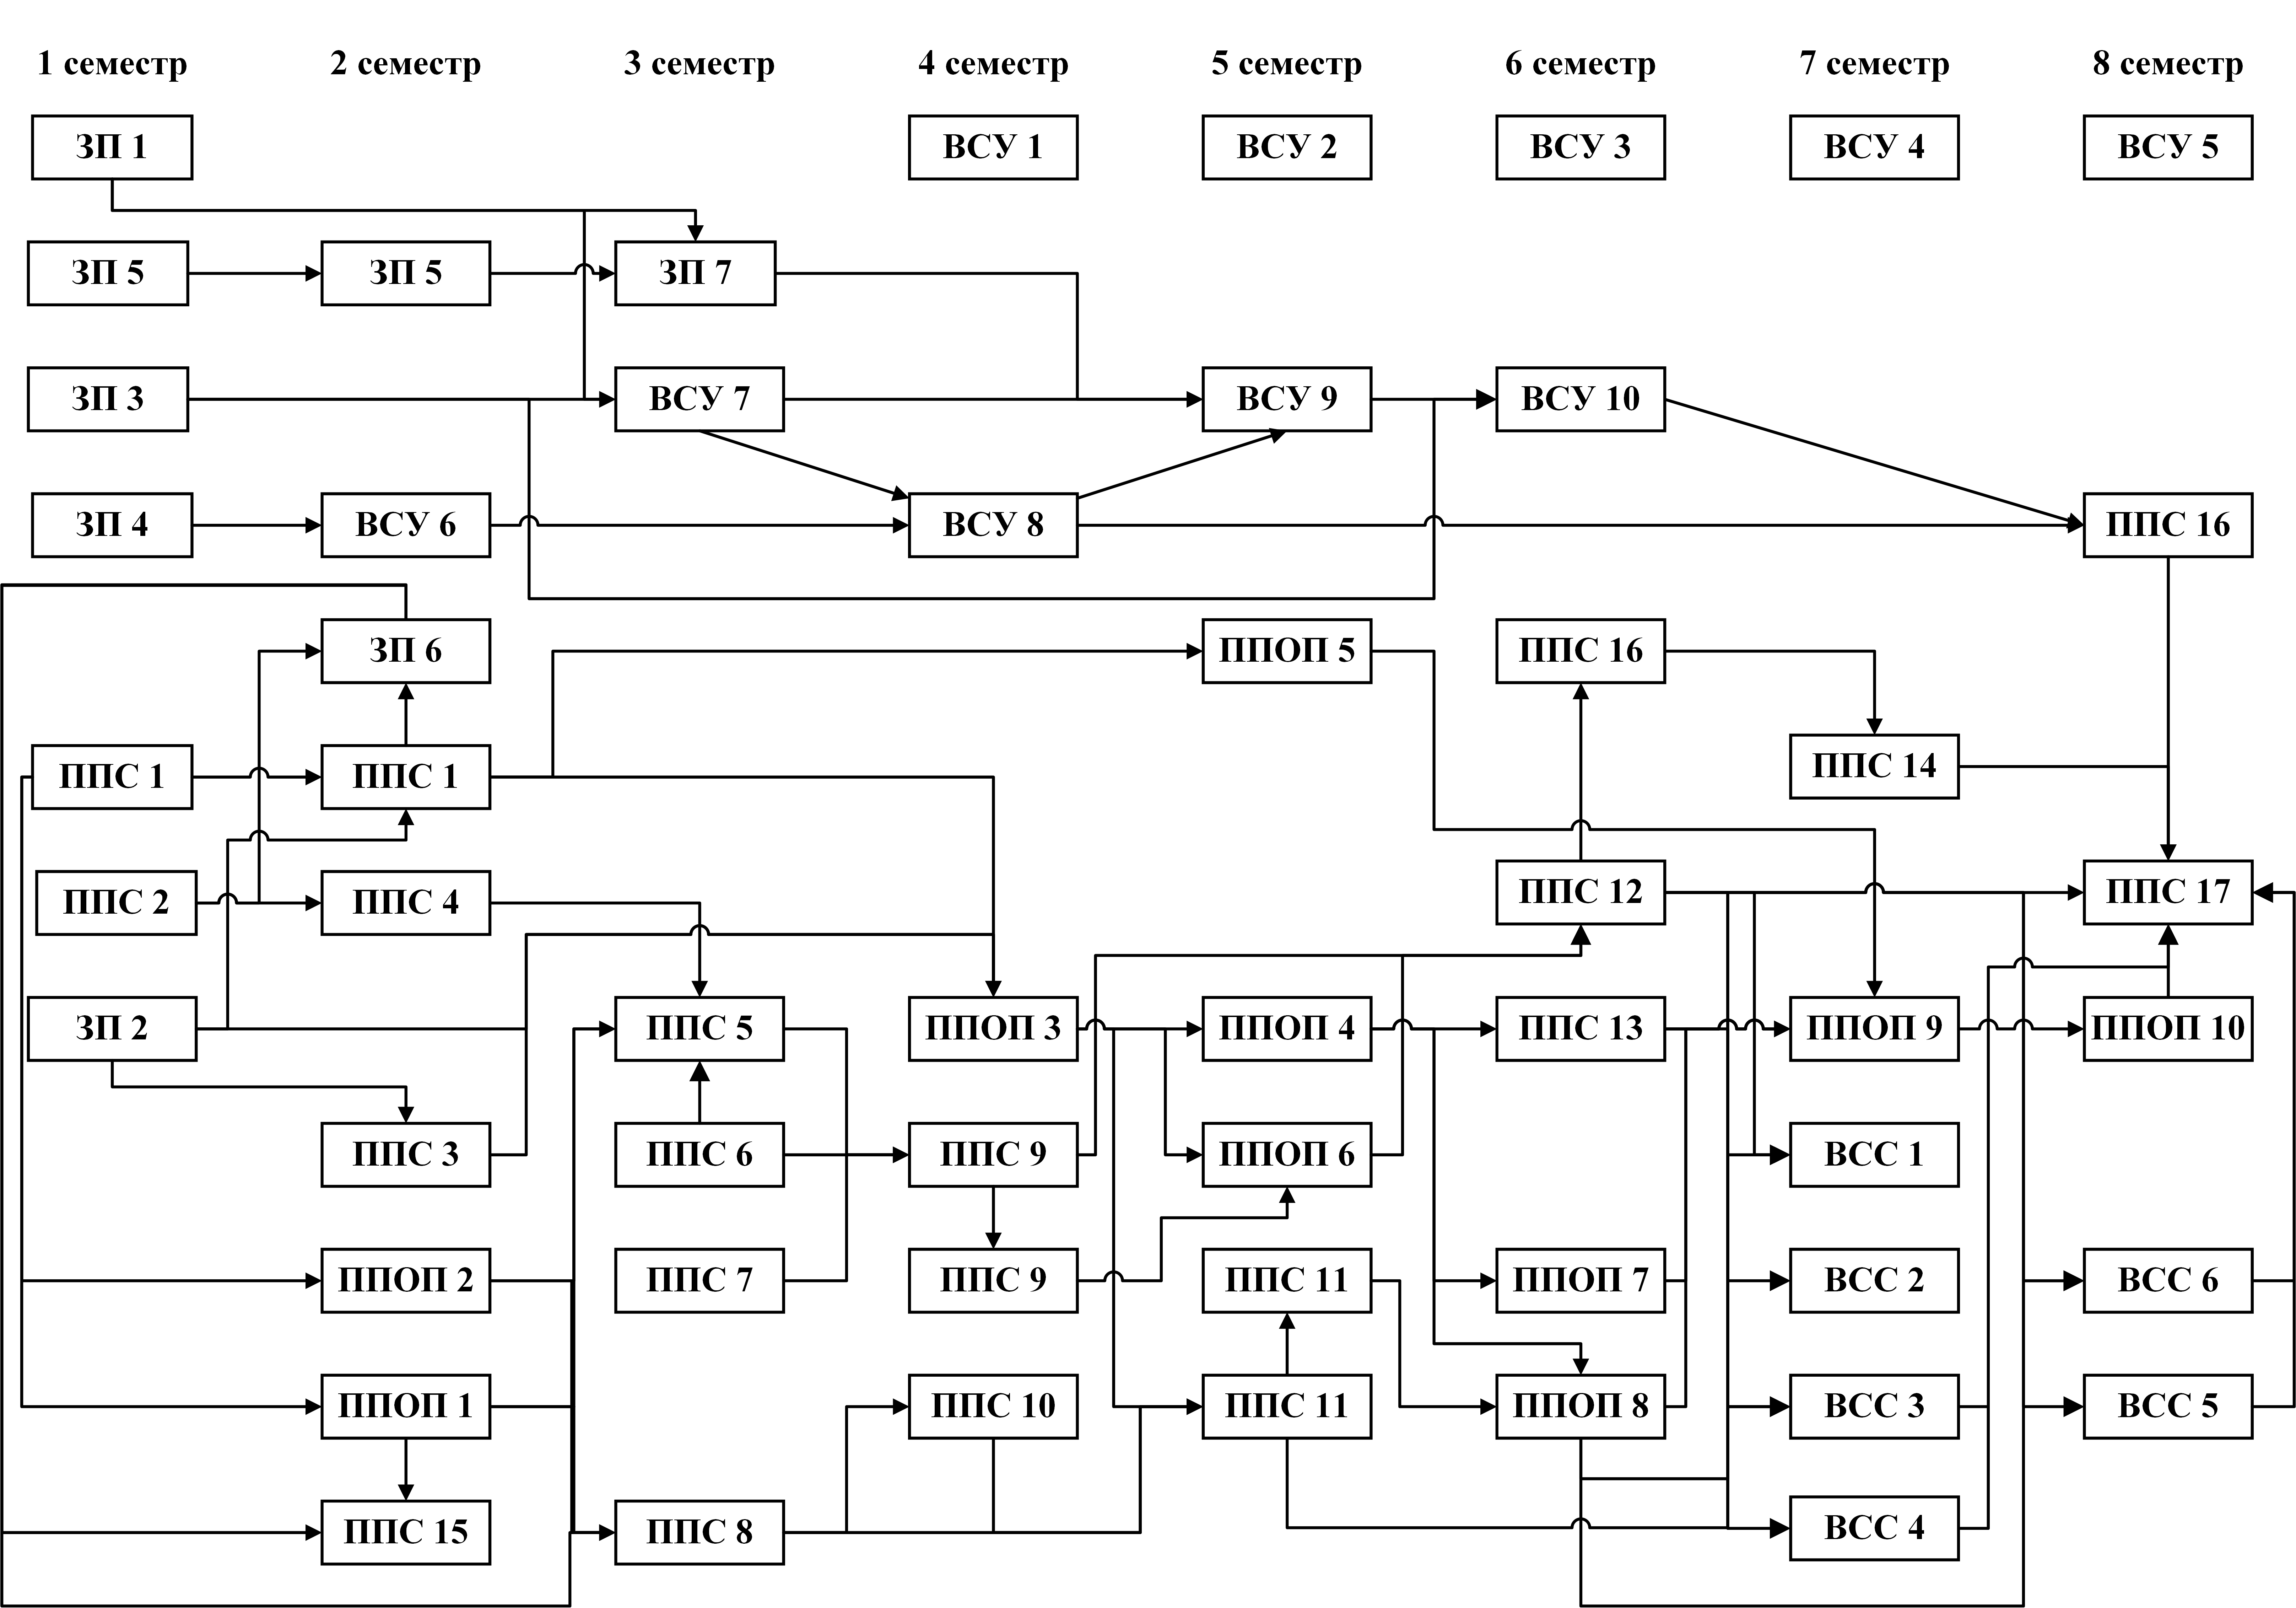 1 семестр 2 семестр 3 семестр 4 семестр 5 семестр 6 семестр 7 семестр 8 семестр
ЗП 1 ВСУ 1 ВСУ 2 ВСУ 3 ВСУ 4 ВСУ 5
ЗП 5 ЗП 5 ЗП 7
ЗП 3 ВСУ 7 ВСУ 9 ВСУ 10
ЗП 4 ВСУ 6 ВСУ 8 ППС 16
ЗП 6 ППОП 5 ППС 16
ППС 1 ППС 1 ППС 14
ППС 2 ППС 4 ППС 12 ППС 17
ЗП 2 ППС 5 ППОП 3 ППОП 4 ППС 13 ППОП 9 ППОП 10
ППС 3 ППС 6 ППС 9 ППОП 6 ВСС 1
ППОП 2 ППС 7 ППС 9 ППС 11 ППОП 7 ВСС 2 ВСС 6
ППОП 1 ППС 10 ППС 11 ППОП 8 ВСС 3 ВСС 5
ППС 15 ППС 8 ВСС 4